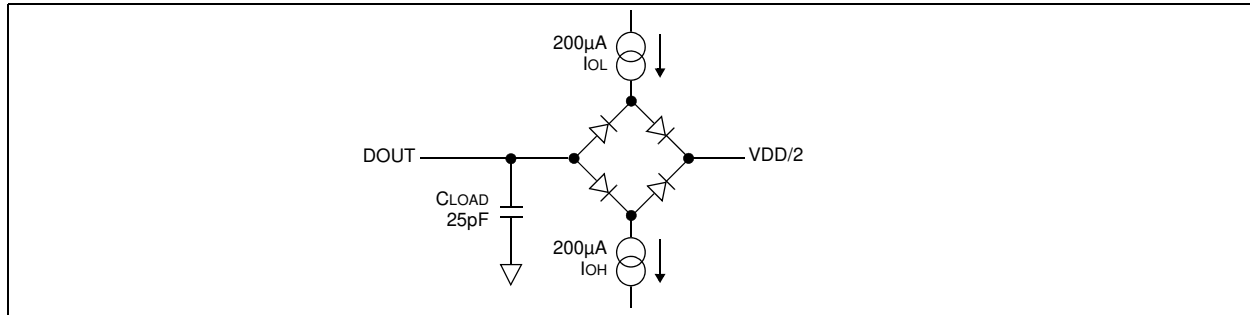 200µA
IOL
DOUT
VDD/2
CLOAD
25pF
200µA
IOH